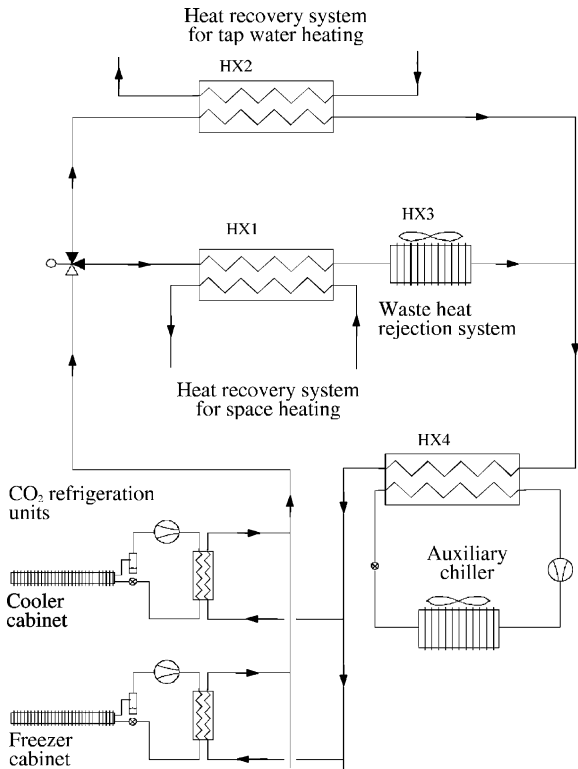 Heat recovery system
for tap water heating
HX2
HX1
HX3
Waste heat
rejection system
Heat recovery system
for space heating
HX4
CO₂ refrigeration
units
Auxiliary
chiller
Cooler
cabinet
Freezer
cabinet